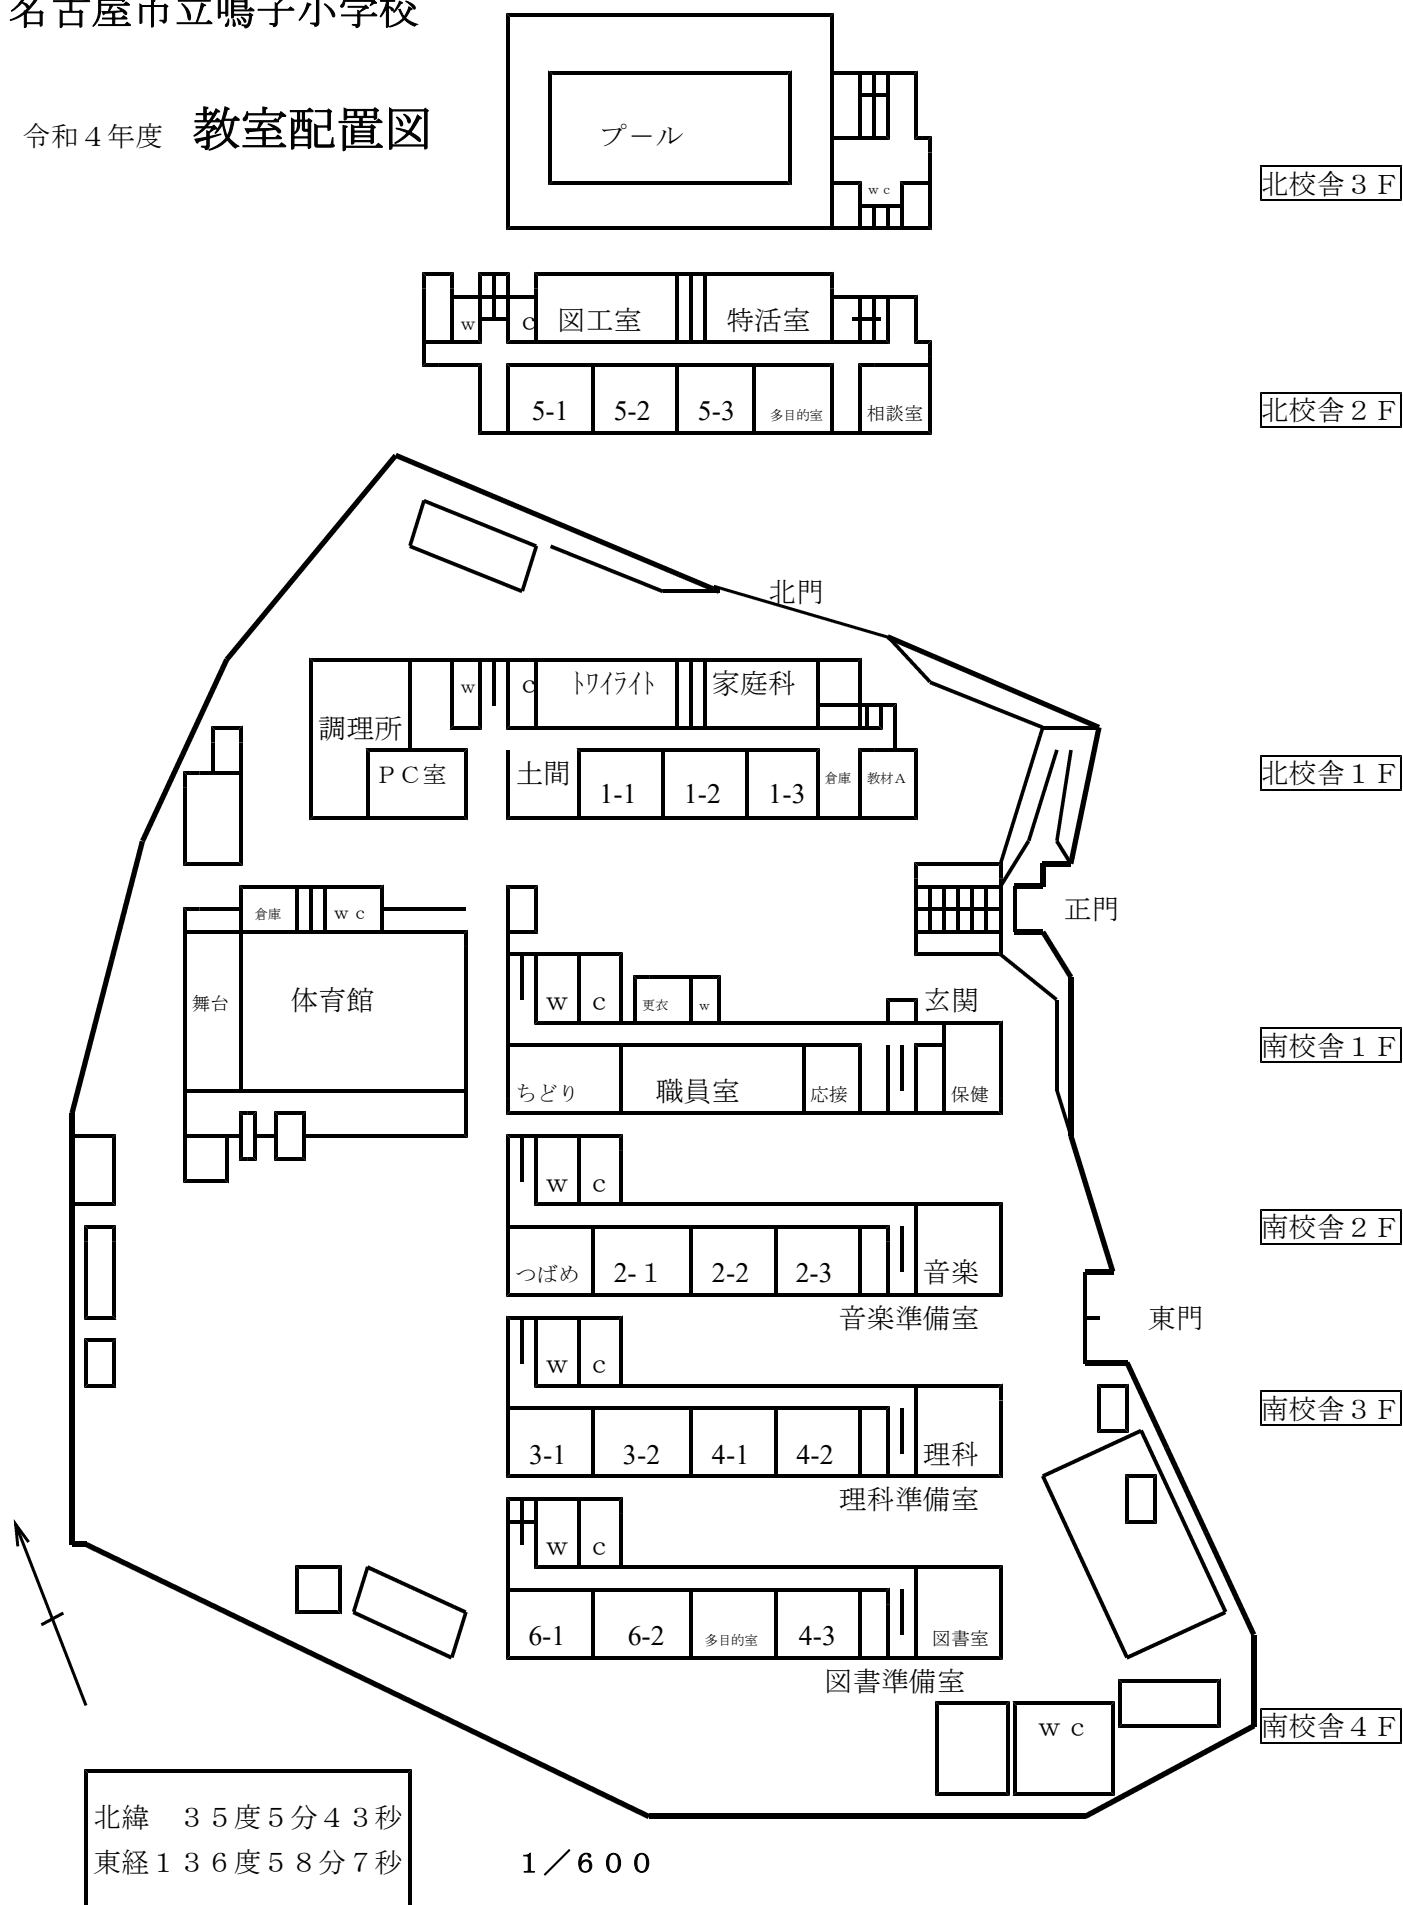 名古屋市立鳴子小学校
令和４年度 教室配置図
プール
ｗｃ
北校舎３Ｆ
ｗ ｃ 図工室 特活室
5-1 5-2 5-3 多目的室 相談室
北校舎２Ｆ
北門
ｗ ｃ ﾄﾜｲﾗｲﾄ 家庭科
調理所
ＰＣ室 土間 1-1 1-2 1-3 倉庫 教材Ａ
北校舎１Ｆ
倉庫 ｗｃ
正門
舞台 体育館
ｗ ｃ 更衣 ｗ 玄関
ちどり 職員室 応接 保健
南校舎１Ｆ
ｗ ｃ
つばめ 2-１ 2-2 2-3 音楽
南校舎２Ｆ
音楽準備室
東門
ｗ ｃ
3-1 3-2 4-1 4-2 理科
南校舎３Ｆ
理科準備室
ｗ ｃ
6-1 6-2 多目的室 4-3 図書室
図書準備室
ｗｃ
南校舎４Ｆ
北緯　３５度５分４３秒
東経１３６度５８分７秒
１／６００